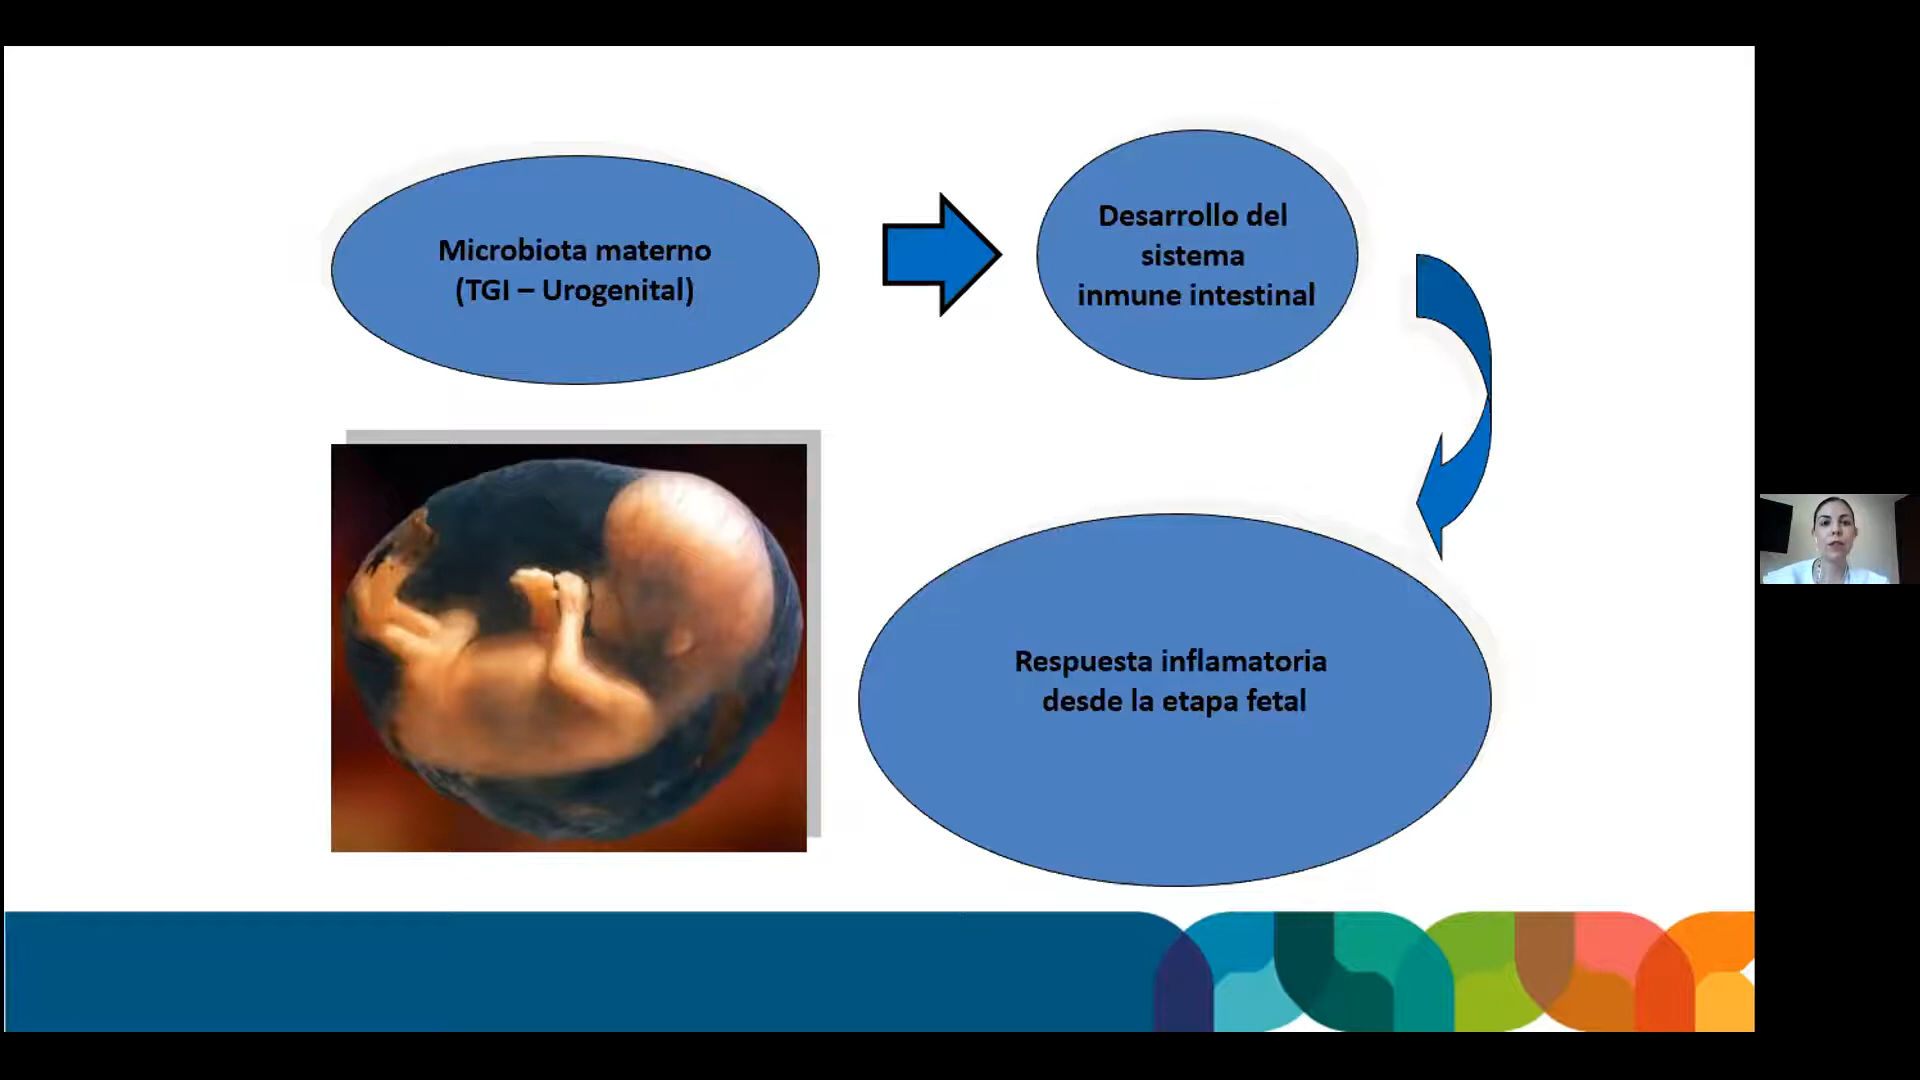 Microbiota materno
(TGI – Urogenital)
Desarrollo del
sistema
inmune intestinal
Respuesta inflamatoria
desde la etapa fetal